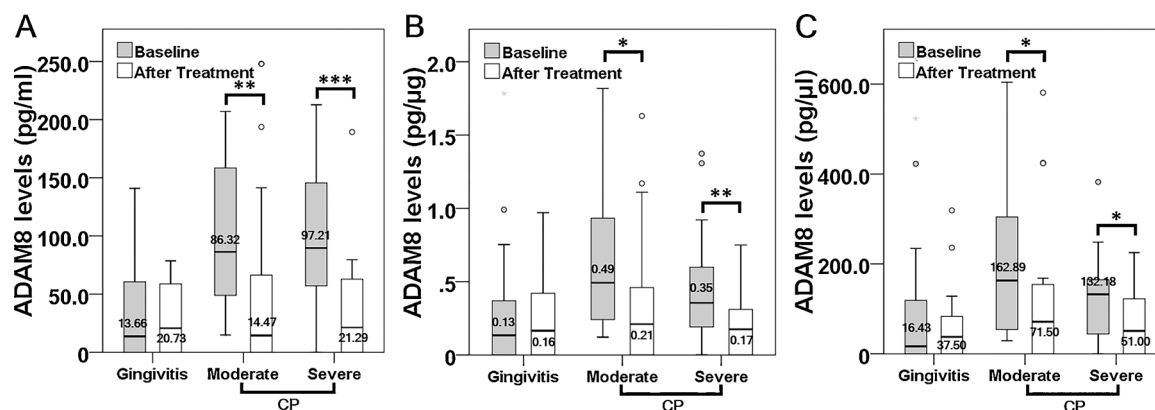 A
ADAM8 levels (pg/ml)
250.0
200.0
150.0
100.0
50.0
0
Baseline
After Treatment
**
***
13.66
20.73
86.32
14.47
97.21
21.29
Gingivitis Moderate Severe
CP
B
ADAM8 levels (pg/µg)
2.0
1.5
1.0
.5
0
Baseline
After Treatment
*
**
0.13
0.16
0.49
0.21
0.35
0.17
Gingivitis Moderate Severe
CP
C
ADAM8 levels (pg/µl)
600.0
400.0
200.0
0
Baseline
After Treatment
*
*
16.43
37.50
162.89
71.50
132.18
51.00
Gingivitis Moderate Severe
CP